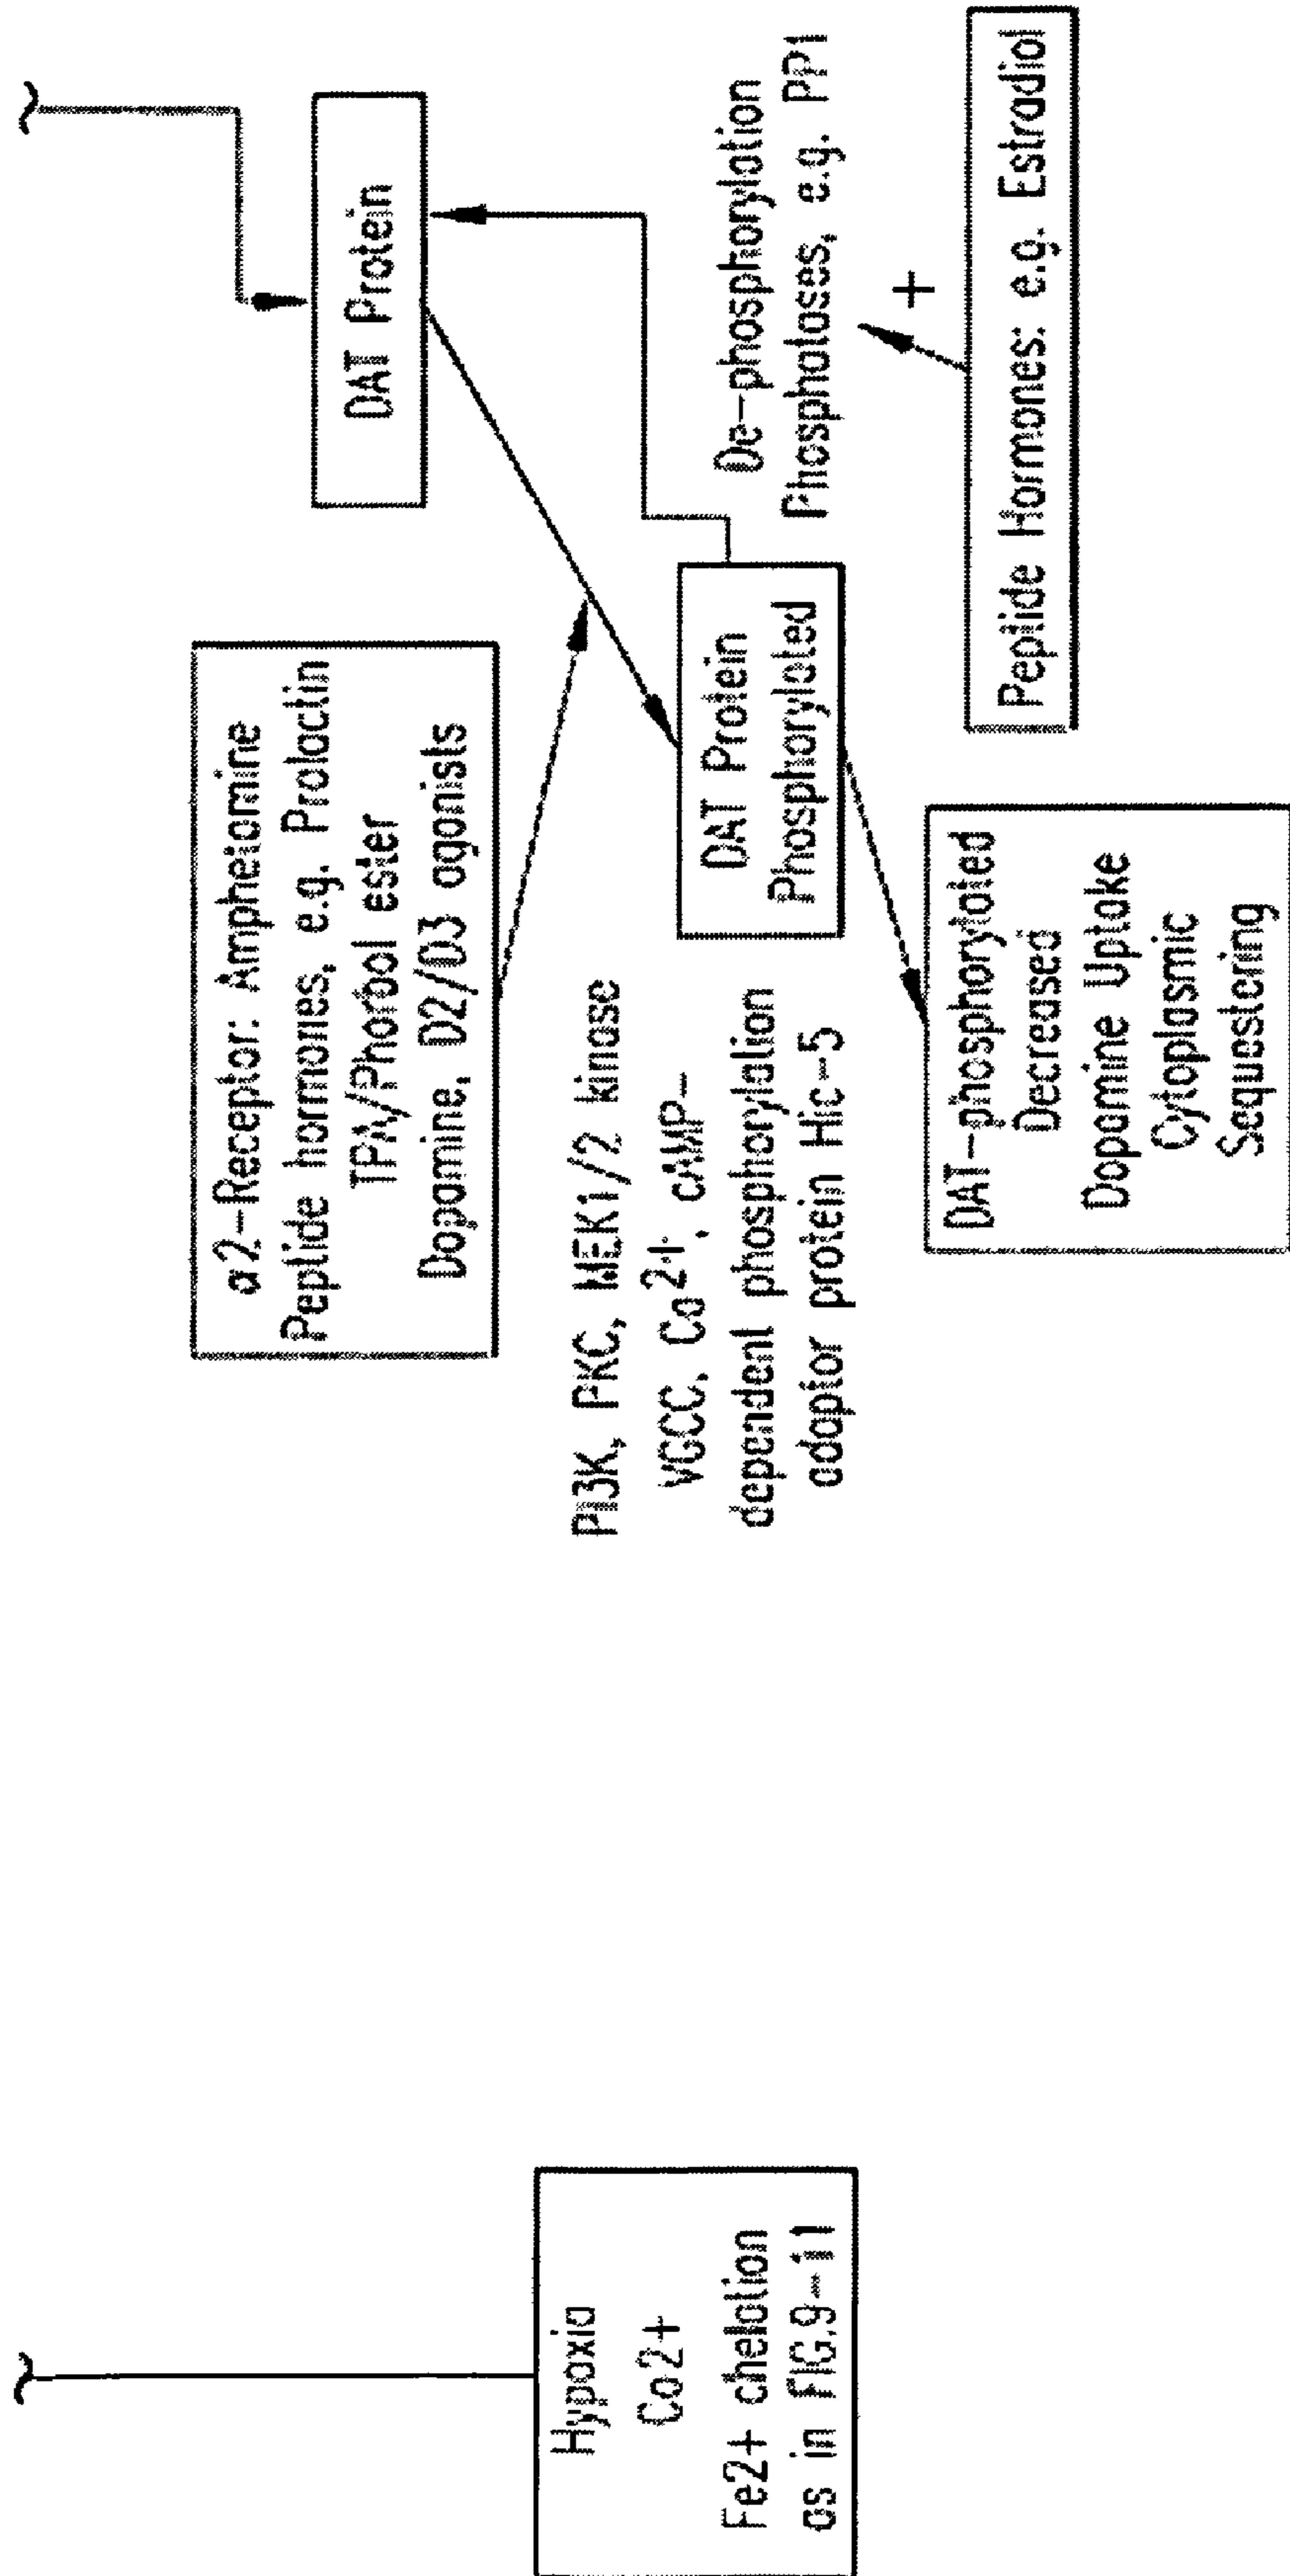 Hypoxia
Co2+
Fe2+ chelation
as in FIG.9-11
α2-Receptor: Amphetamine
Peptide hormones, e.g. Prolactin
TPA/Phorbol ester
Dopamine, D2/D3 agonists
DAT Protein
PI3K, PKC, MEK1/2 kinase
VGCC, Ca2+, cAMP-
dependent phosphorylation
adaptor protein Hic-5
DAT Protein
Phosphorylated
De-phosphorylation
Phosphatases, e.g. PP1
+
DAT-phosphorylated
Decreased
Dopamine Uptake
Cytoplasmic
Sequestering
Peptide Hormones: e.g. Estradiol